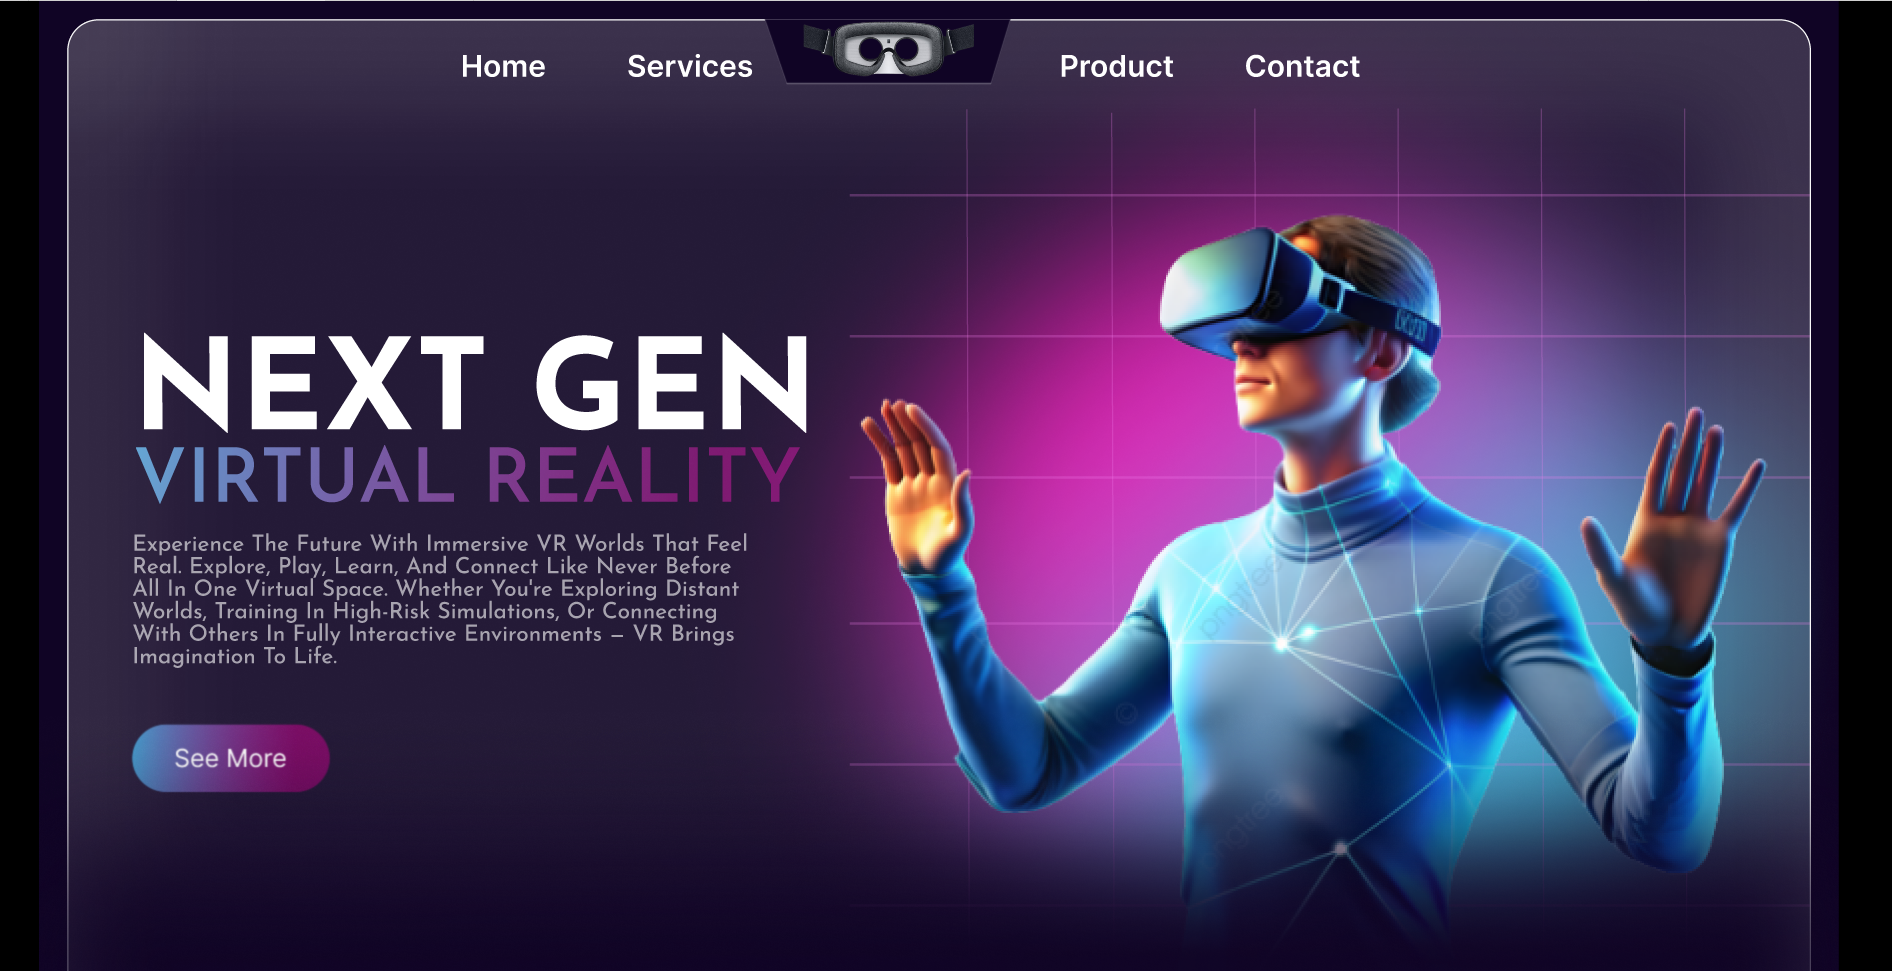 Home Services Product Contact
NEXT GEN
VIRTUAL REALITY
Experience The Future With Immersive VR Worlds That Feel
Real. Explore, Play, Learn, And Connect Like Never Before
All In One Virtual Space. Whether You're Exploring Distant
Worlds, Training In High-Risk Simulations, Or Connecting
With Others In Fully Interactive Environments – VR Brings
Imagination To Life.
See More
pngtree
pngtree
pngtree